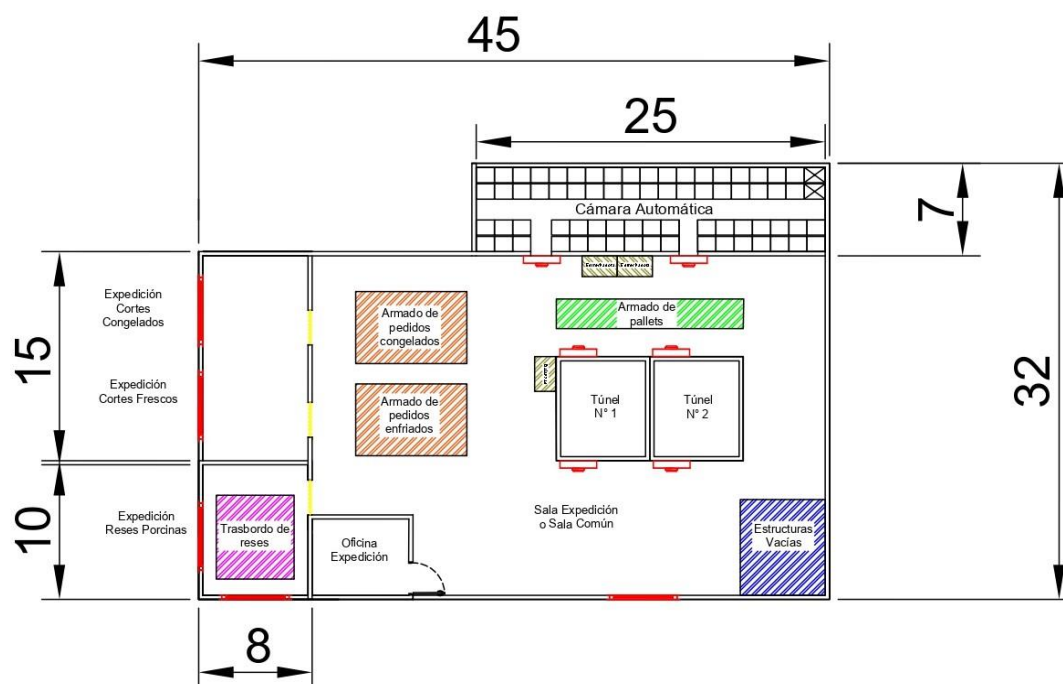 45
25
7
32
Cámara Automática
Expedición
Cortes
Congelados
Armado de
pedidos
congelados
Armado de
pallets
15
Expedición
Cortes Frescos
Armado de
pedidos
enfriados
Túnel
N° 1
Túnel
N° 2
10
Expedición
Reses Porcinas
Trasbordo de
reses
Oficina
Expedición
Sala Expedición
o Sala Común
Estructuras
Vacías
8